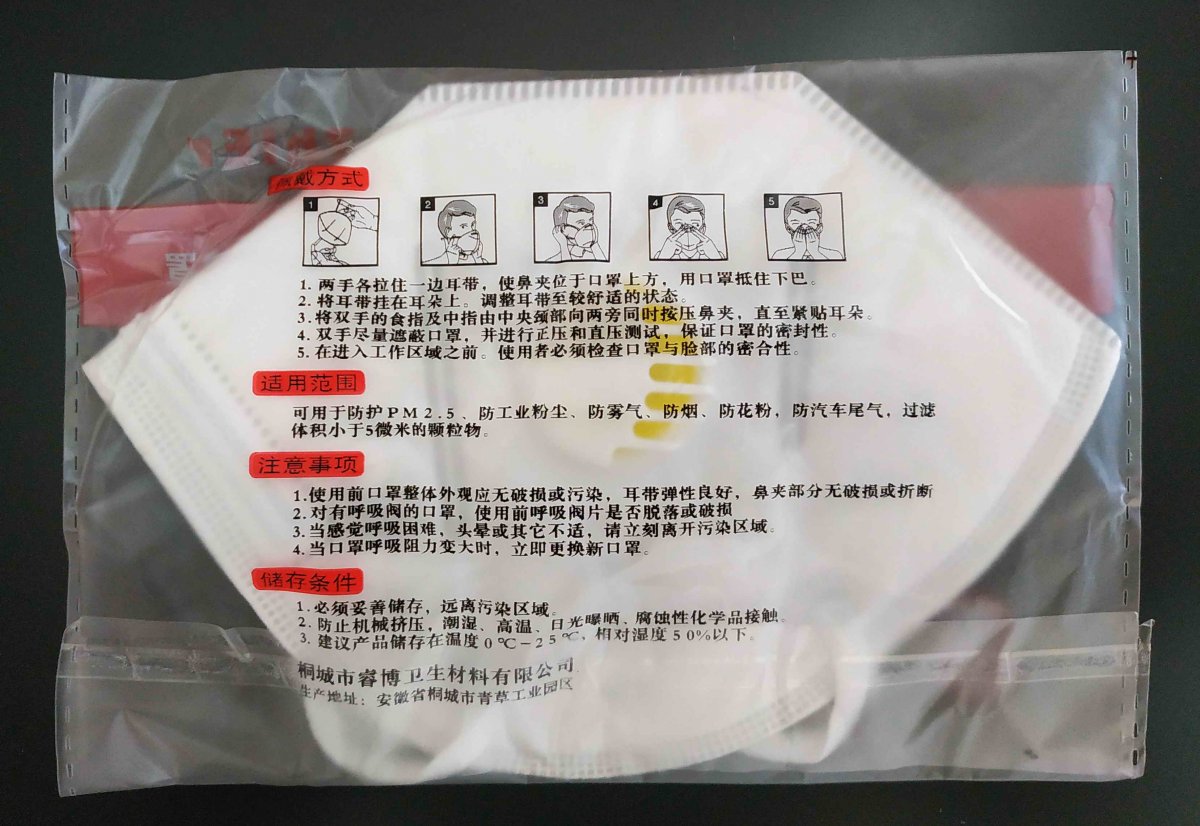 佩戴方式
1 2 3 4 5
1. 两手各拉住一边耳带，使鼻夹位于口罩上方，用口罩抵住下巴。
2. 将耳带挂在耳朵上。调整耳带至较舒适的状态。
3. 将双手的食指及中指由中央颈部向两旁同时按压鼻夹，直至紧贴耳朵。
4. 双手尽量遮蔽口罩，并进行正压和直压测试，保证口罩的密封性。
5. 在进入工作区域之前。使用者必须检查口罩与脸部的密合性。
适用范围
可用于防护PM2.5、防工业粉尘、防雾气、防烟、防花粉，防汽车尾气，过滤
体积小于5微米的颗粒物。
注意事项
1.使用前口罩整体外观应无破损或污染，耳带弹性良好，鼻夹部分无破损或折断
2.对有呼吸阀的口罩，使用前呼吸阀片是否脱落或破损
3.当感觉呼吸困难，头晕或其它不适，请立刻离开污染区域。
4.当口罩呼吸阻力变大时，立即更换新口罩。
储存条件
1.必须妥善储存，远离污染区域。
2. 防止机械挤压，潮湿、高温、日光曝晒、腐蚀性化学品接触。
3. 建议产品储存在温度0℃-25℃，相对湿度50%以下。
桐城市睿博卫生材料有限公司
生产地址：安徽省桐城市青草工业园区